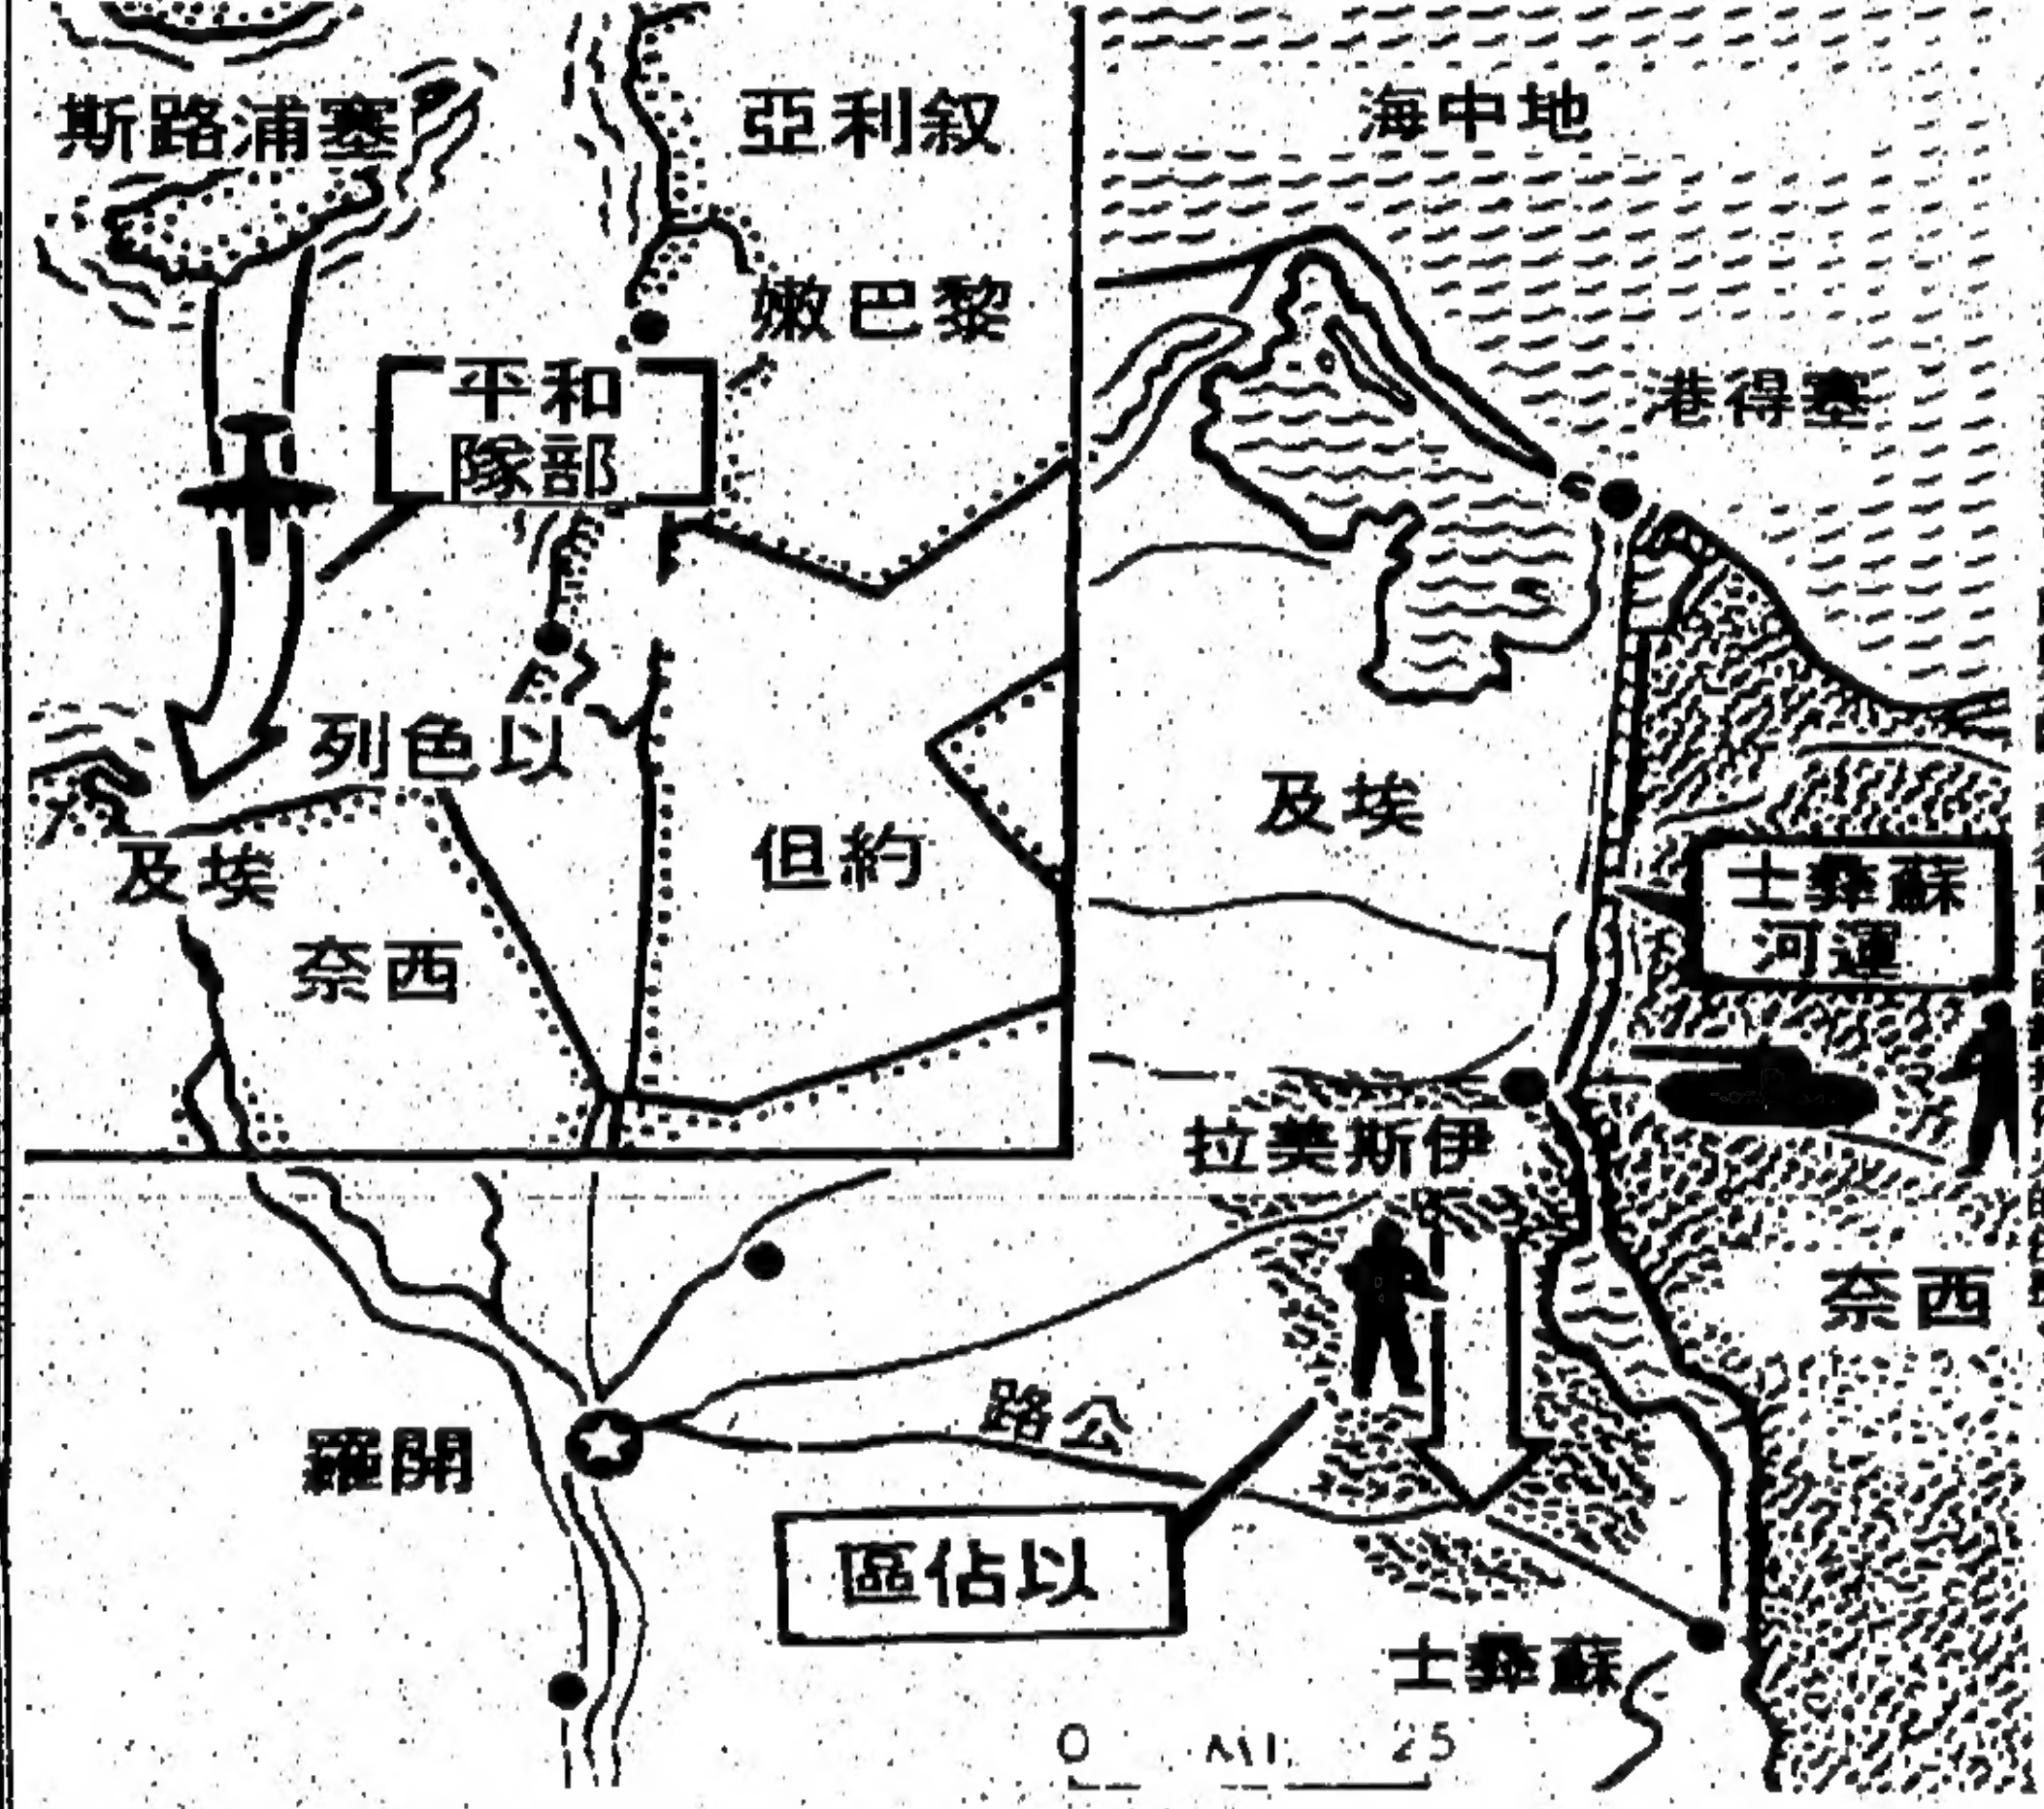 塞浦路斯
叙利亞
黎巴嫩
和平
部隊
以色列
約但
埃及
西奈
地中海
塞得港
埃及
蘇彝士
運河
伊斯美拉
西奈
公路
開羅
以佔區
蘇彝士
0 MI. 25